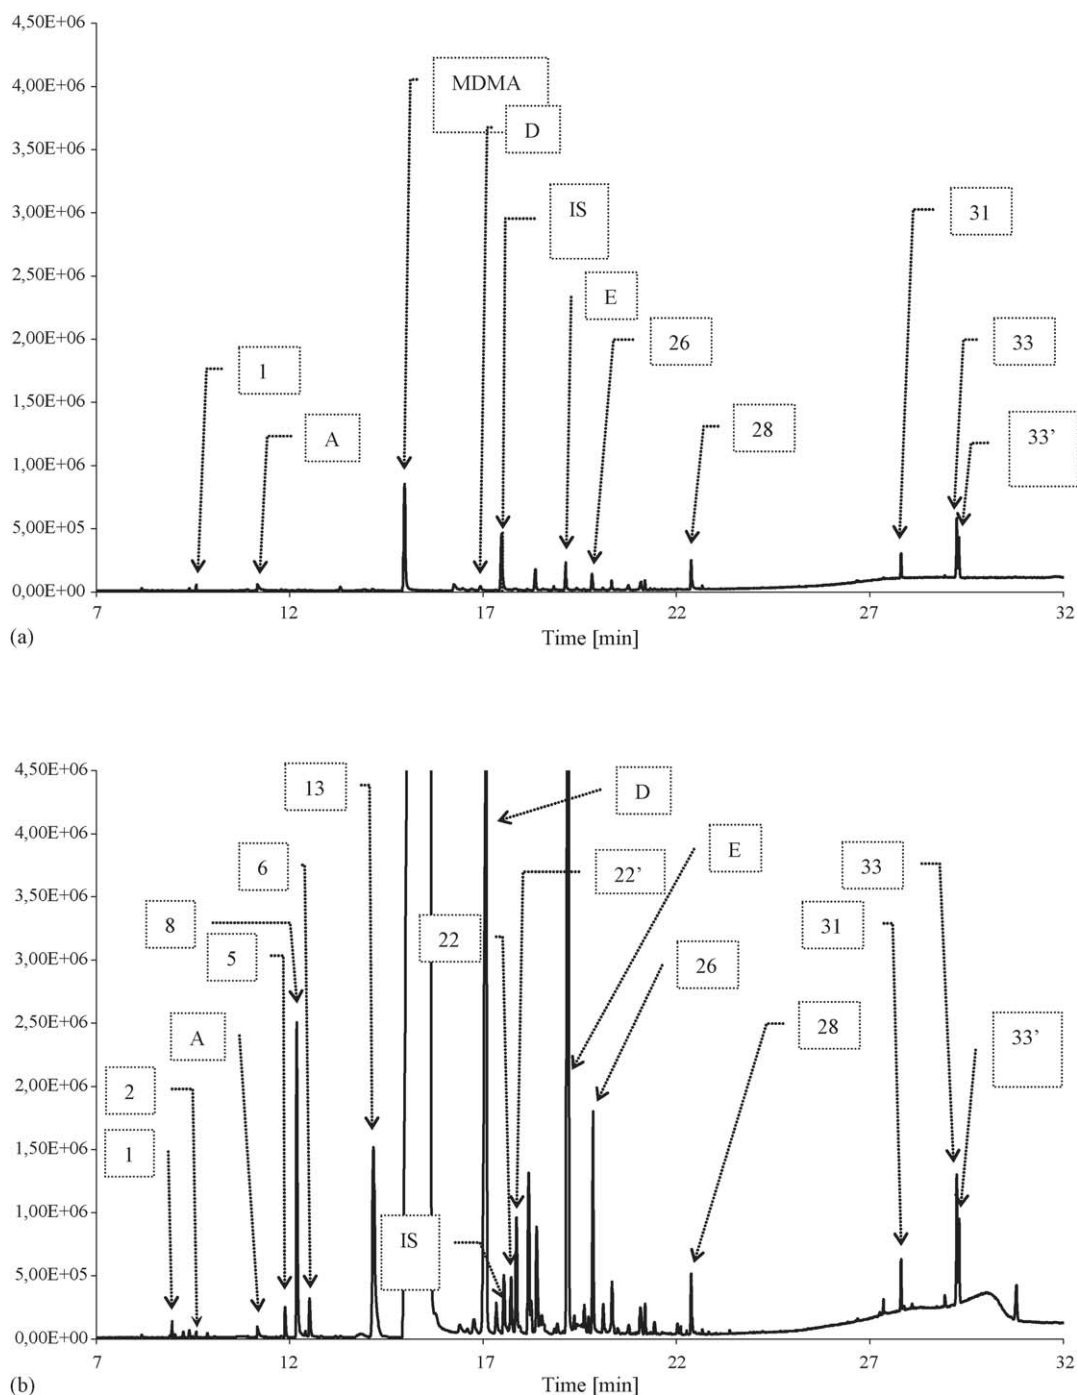 4,50E+06
4,00E+06
3,50E+06
3,00E+06
2,50E+06
2,00E+06
1,50E+06
1,00E+06
5,00E+05
0,00E+00
MDMA
D
IS
31
E
26
33
1
A
28
33’
7 12 17 22 27 32
Time [min]
(a)
4,50E+06
4,00E+06
3,50E+06
3,00E+06
2,50E+06
2,00E+06
1,50E+06
1,00E+06
5,00E+05
0,00E+00
13
D
E
6
22’
33
8
22
31
5
26
A
28
33’
2
1
IS
7 12 17 22 27 32
Time [min]
(b)